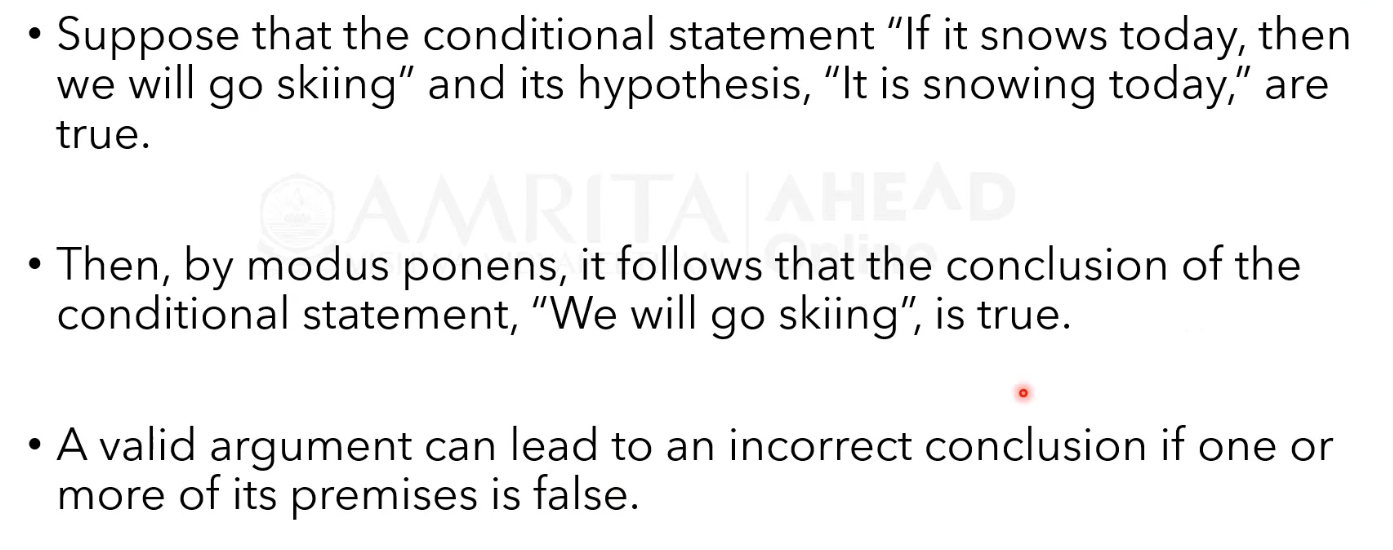 • Suppose that the conditional statement “If it snows today, then
we will go skiing” and its hypothesis, “It is snowing today,” are
true.
AMRITA AHEAD
Online
• Then, by modus ponens, it follows that the conclusion of the
conditional statement, “We will go skiing”, is true.
• A valid argument can lead to an incorrect conclusion if one or
more of its premises is false.